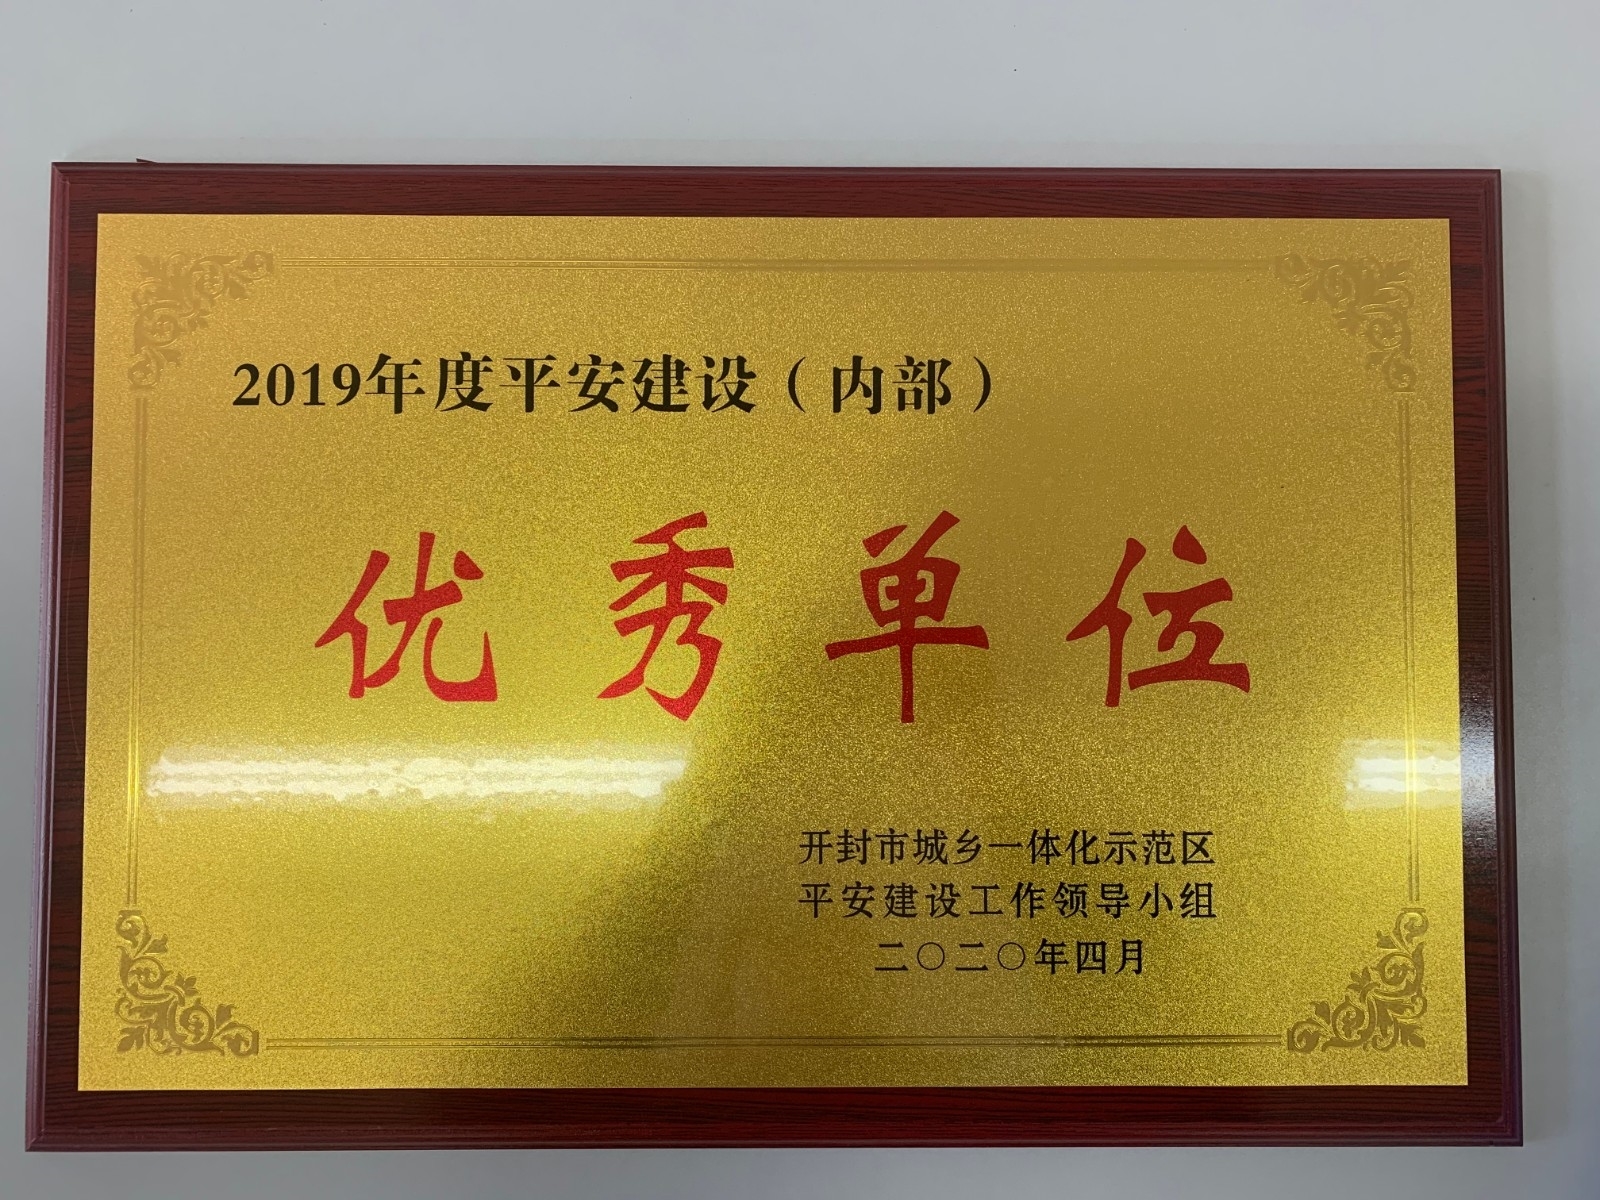 2019年度平安建设（内部）
优秀单位
开封市城乡一体化示范区
平安建设工作领导小组
二〇二〇年四月